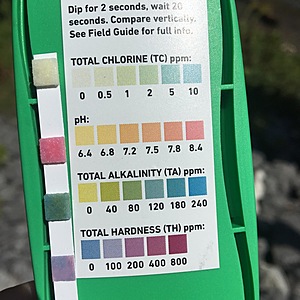 Dip for 2 seconds, wait 20
seconds. Compare vertically.
See Field Guide for full info.
TOTAL CHLORINE (TC) ppm:
0 0.5 1 2 5 10
pH:
6.4 6.8 7.2 7.5 7.8 8.4
TOTAL ALKALINITY (TA) ppm:
0 40 80 120 180 240
TOTAL HARDNESS (TH) ppm:
0 100 200 400 800